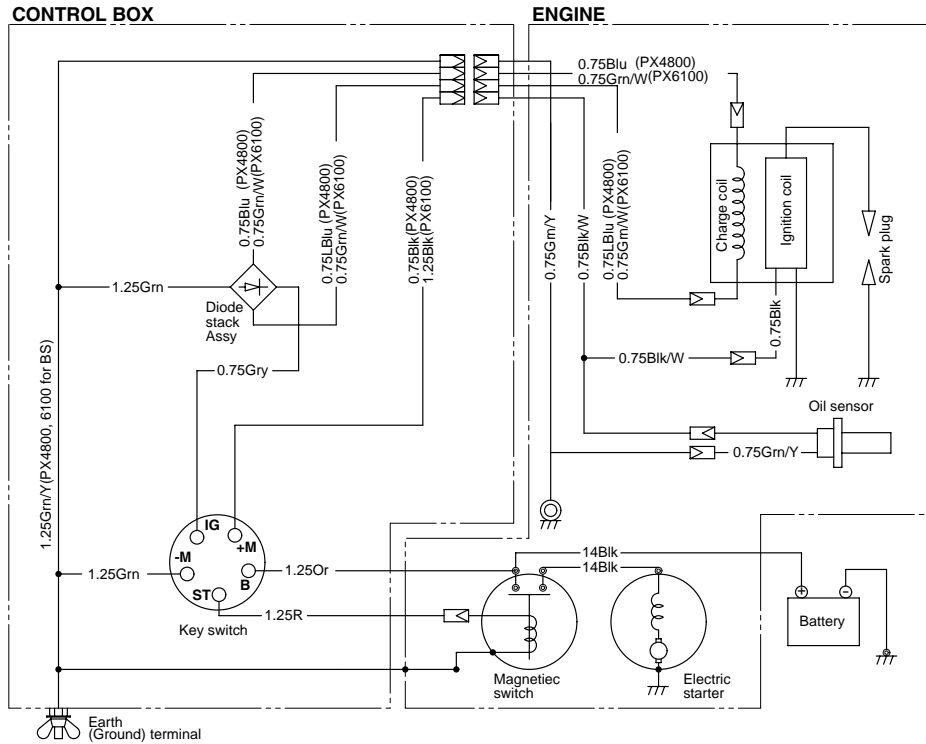 CONTROL BOX
ENGINE
0.75Blu (PX4800)
0.75Grn/W(PX6100)
0.75Blu (PX4800)
0.75Grn/W(PX6100)
0.75LBlu (PX4800)
0.75Grn/W(PX6100)
0.75Blk(PX4800)
1.25Blk(PX6100)
0.75Grn/Y
0.75Blk/W
0.75LBlu (PX4800)
0.75Grn/W(PX6100)
Charge coil
Ignition coil
Spark plug
1.25Grn
Diode
stack
Assy
0.75Blk
0.75Blk/W
0.75Gry
1.25Grn/Y(PX4800, 6100 for BS)
Oil sensor
0.75Grn/Y
IG
+M
-M
B
ST
1.25Grn
1.25Or
1.25R
Key switch
14Blk
14Blk
+
-
Battery
Magnetiec
switch
Electric
starter
Earth
(Ground) terminal